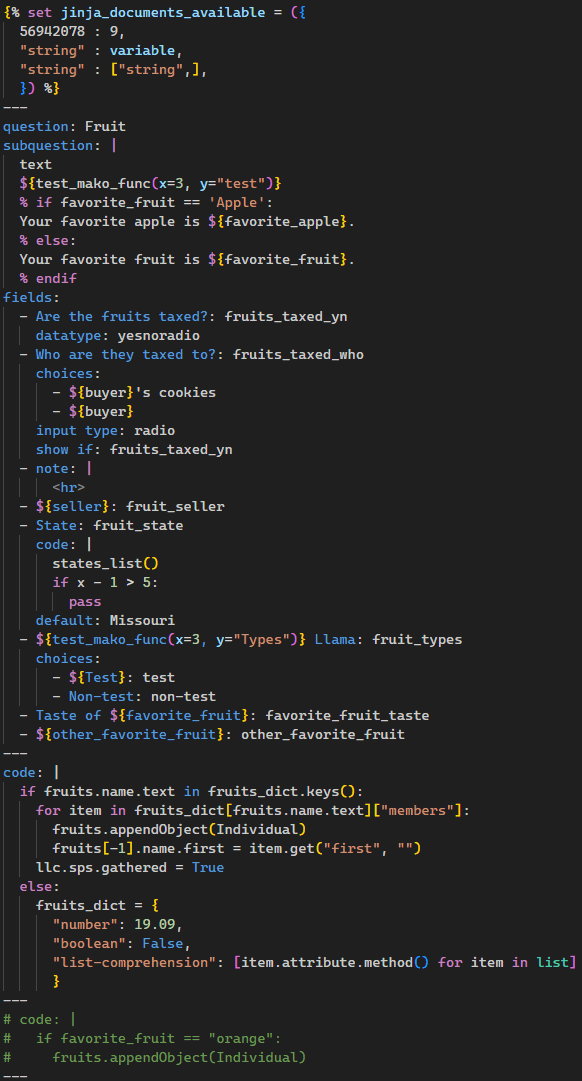 {% set jinja_documents_available = ({
  56942078 : 9,
  "string" : variable,
  "string" : ["string",],
  }) %}
---
question: Fruit
subquestion: |
  text
  ${test_mako_func(x=3, y="test")}
  % if favorite_fruit == 'Apple':
  Your favorite apple is ${favorite_apple}.
  % else:
  Your favorite fruit is ${favorite_fruit}.
  % endif
fields:
  - Are the fruits taxed?: fruits_taxed_yn
    datatype: yesnoradio
  - Who are they taxed to?: fruits_taxed_who
    choices:
      - ${buyer}'s cookies
      - ${buyer}
    input type: radio
    show if: fruits_taxed_yn
  - note: |
      <hr>
  - ${seller}: fruit_seller
  - State: fruit_state
    code: |
      states_list()
      if x - 1 > 5:
        pass
    default: Missouri
  - ${test_mako_func(x=3, y="Types")} Llama: fruit_types
    choices:
      - ${Test}: test
      - Non-test: non-test
  - Taste of ${favorite_fruit}: favorite_fruit_taste
  - ${other_favorite_fruit}: other_favorite_fruit
---
code: |
  if fruits.name.text in fruits_dict.keys():
    for item in fruits_dict[fruits.name.text]["members"]:
      fruits.appendObject(Individual)
      fruits[-1].name.first = item.get("first", "")
    llc.sps.gathered = True
  else:
    fruits_dict = {
      "number": 19.09,
      "boolean": False,
      "list-comprehension": [item.attribute.method() for item in list]
      }
---
# code: |
#   if favorite_fruit == "orange":
#     fruits.appendObject(Individual)
---